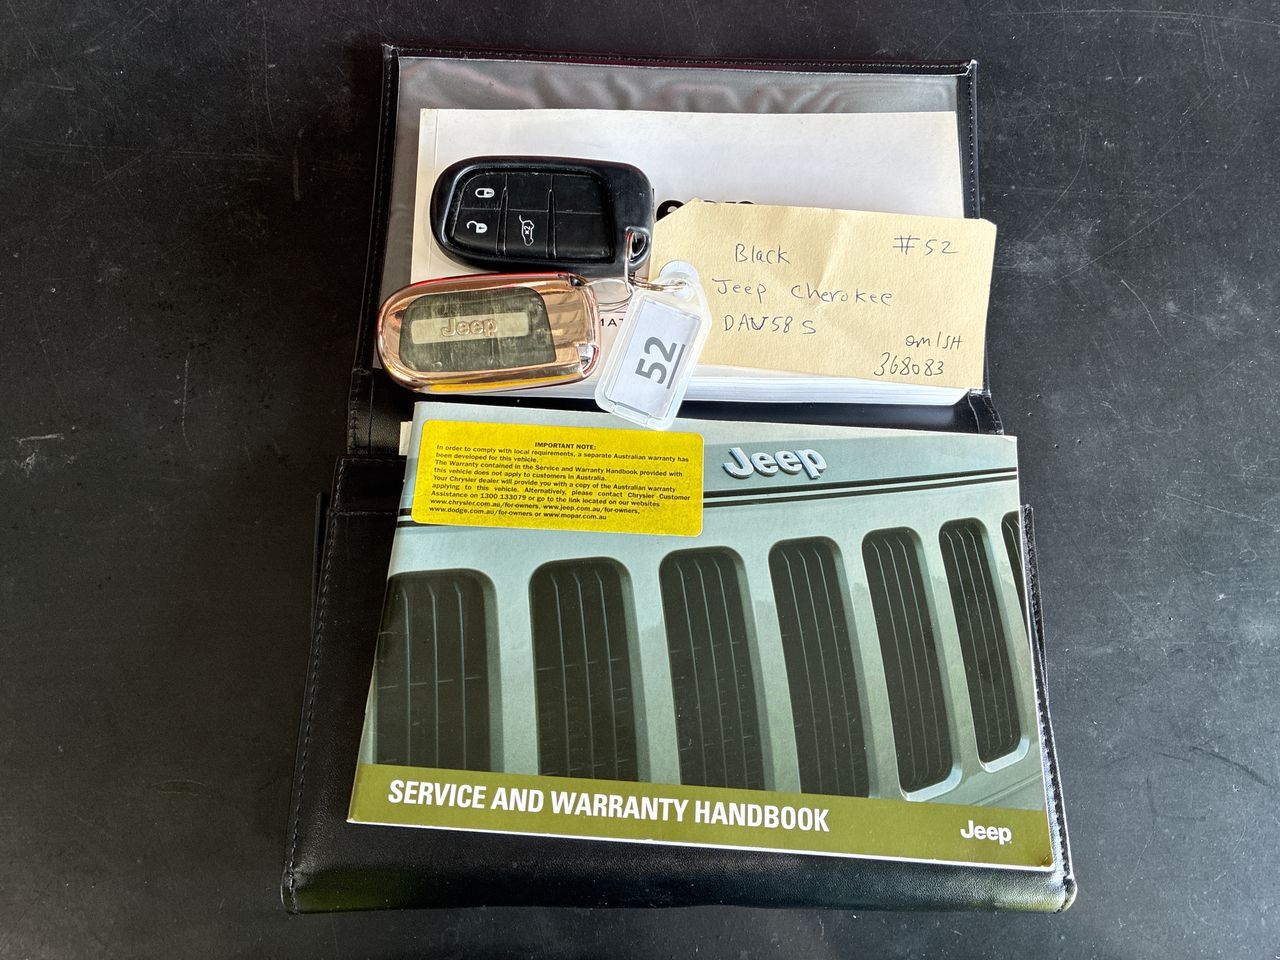 Black
#52
Jeep Cherokee
DAV58S
om/SH
368083
×2
Jeep
52
IMPORTANT NOTE:
In order to comply with local requirements, a separate Australian warranty has
been developed for this vehicle.
The Warranty contained in the Service and Warranty Handbook provided with
this vehicle does not apply to customers in Australia.
Your Chrysler dealer will provide you with a copy of the Australian warranty
applying to this vehicle. Alternatively, please contact Chrysler Customer
Assistance on 1300 133079 or go to the link located on our websites
www.chrysler.com.au/for-owners, www.jeep.com.au/for-owners,
www.dodge.com.au/for-owners or www.mopar.com.au
Jeep
SERVICE AND WARRANTY HANDBOOK
Jeep